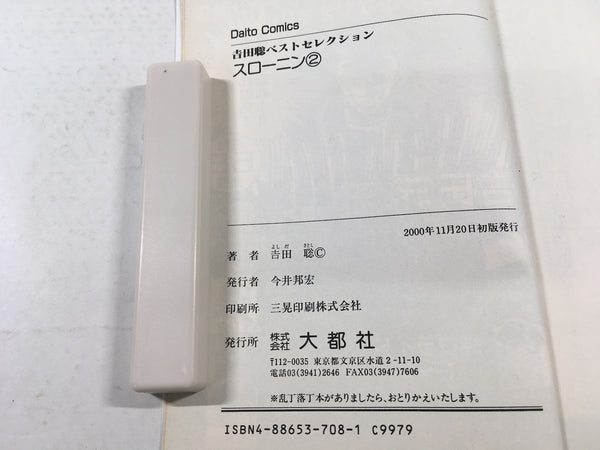 Daito Comics
吉田聡ベストセレクション
スローニン②
2000年11月20日初版発行
よし だ さとし
著者 吉田 聡©
発行者 今井邦宏
印刷所 三晃印刷株式会社
発行所 株式会社 大都社
〒112-0035 東京都文京区水道2-11-10
電話03(3941)2646 FAX03(3947)7606
※乱丁落丁本がありましたら、おとりかえいたします。
ISBN4-88653-708-1 C9979